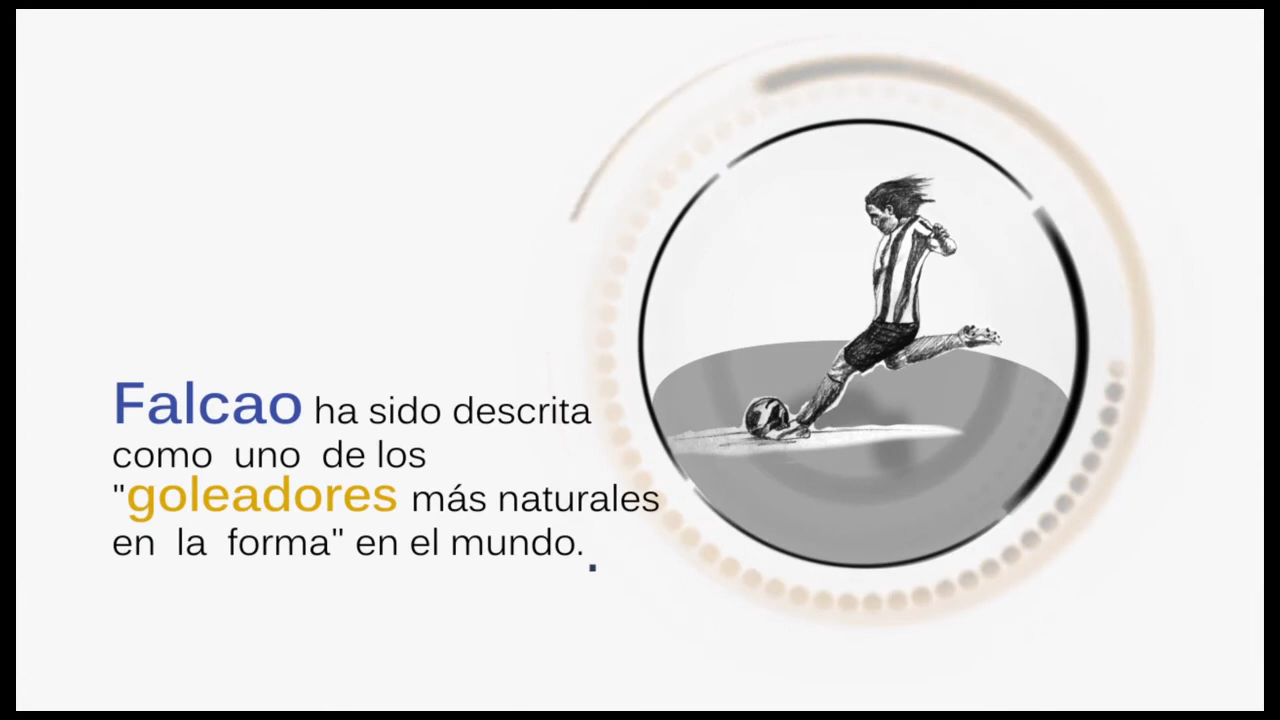 Falcao ha sido descrita
como uno de los
"goleadores más naturales
en la forma" en el mundo.